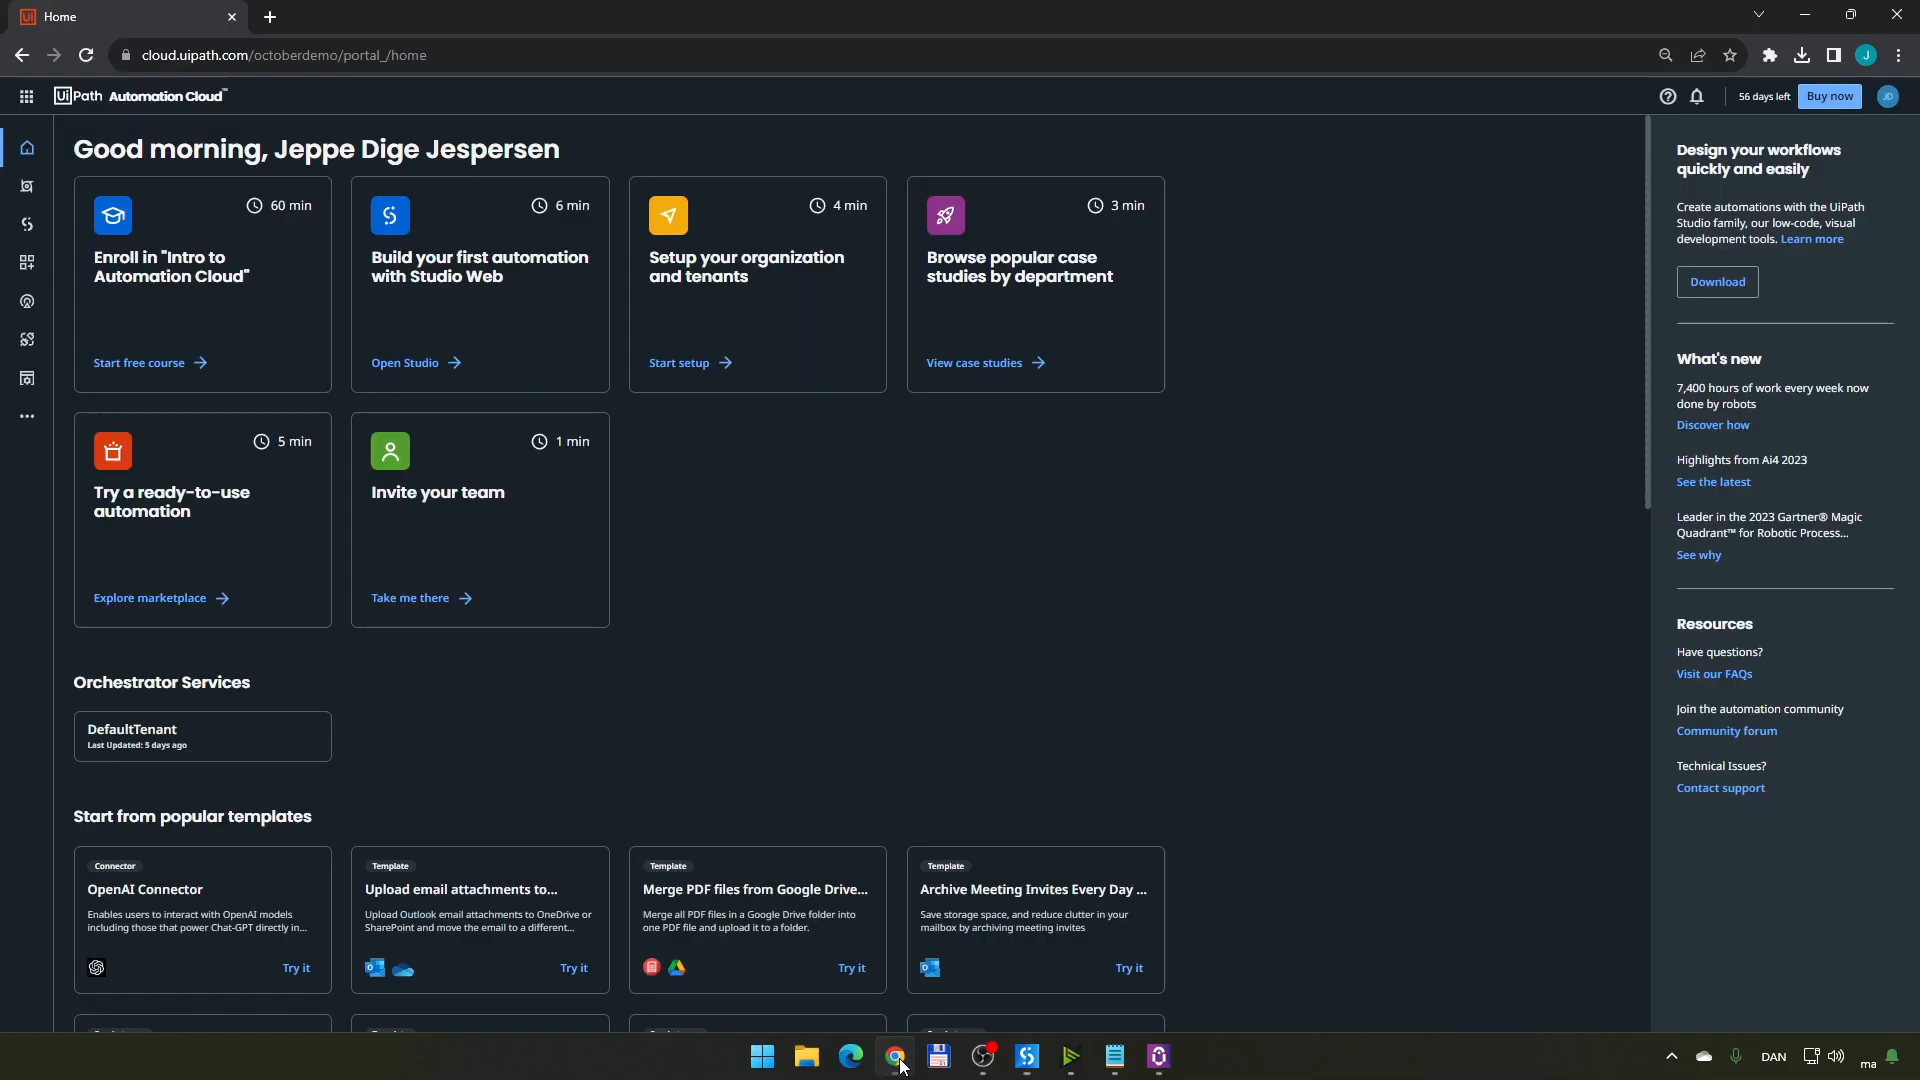 Home
cloud.uipath.com/octoberdemo/portal_/home
J
UiPath Automation Cloud™
56 days left
Buy now
JD
Good morning, Jeppe Dige Jespersen
60 min
Enroll in "Intro to
Automation Cloud"
Start free course
6 min
Build your first automation
with Studio Web
Open Studio
4 min
Setup your organization
and tenants
Start setup
3 min
Browse popular case
studies by department
View case studies
5 min
Try a ready-to-use
automation
Explore marketplace
1 min
Invite your team
Take me there
Orchestrator Services
DefaultTenant
Last Updated: 5 days ago
Start from popular templates
Connector
OpenAI Connector
Enables users to interact with OpenAI models
including those that power Chat-GPT directly in...
Try it
Template
Upload email attachments to...
Upload Outlook email attachments to OneDrive or
SharePoint and move the email to a different...
Try it
Template
Merge PDF files from Google Drive...
Merge all PDF files in a Google Drive folder into
one PDF file and upload it to a folder.
Try it
Template
Archive Meeting Invites Every Day ...
Save storage space, and reduce clutter in your
mailbox by archiving meeting invites
Try it
Design your workflows
quickly and easily
Create automations with the UiPath
Studio family, our low-code, visual
development tools. Learn more
Download
What's new
7,400 hours of work every week now
done by robots
Discover how
Highlights from Ai4 2023
See the latest
Leader in the 2023 Gartner® Magic
Quadrant™ for Robotic Process...
See why
Resources
Have questions?
Visit our FAQs
Join the automation community
Community forum
Technical Issues?
Contact support
DAN
ma